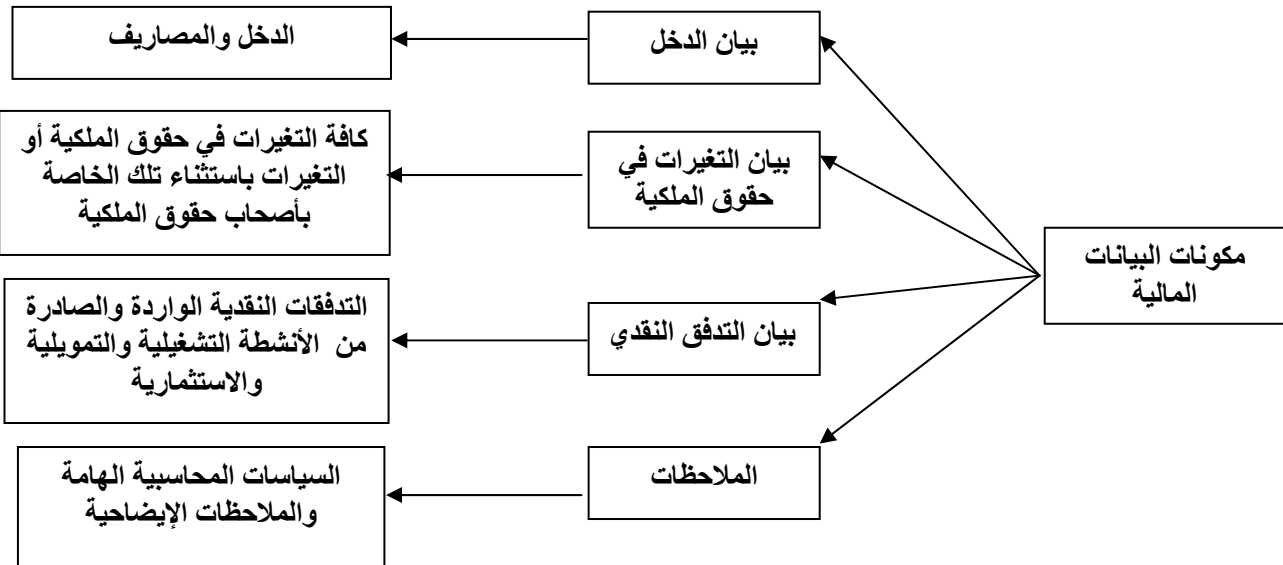 مكونات البيانات
المالية
بيان الدخل
الدخل والمصاريف
بيان التغيرات في
حقوق الملكية
كافة التغيرات في حقوق الملكية أو
التغيرات باستثناء تلك الخاصة
بأصحاب حقوق الملكية
بيان التدفق النقدي
التدفقات النقدية الواردة والصادرة
من الأنشطة التشغيلية والتمويلية
والاستثمارية
الملاحظات
السياسات المحاسبية الهامة
والملاحظات الإيضاحية